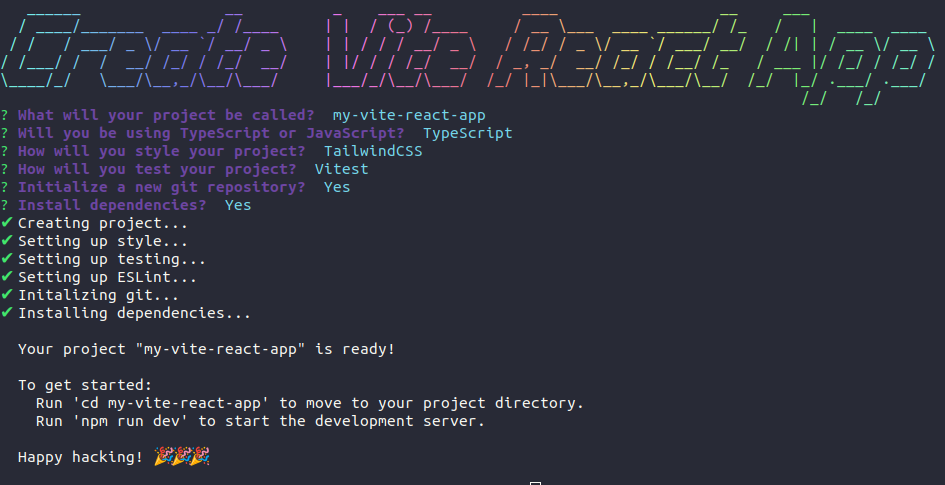 Create Vite React App
? What will your project be called? my-vite-react-app
? Will you be using TypeScript or JavaScript? TypeScript
? How will you style your project? TailwindCSS
? How will you test your project? Vitest
? Initialize a new git repository? Yes
? Install dependencies? Yes
✔ Creating project...
✔ Setting up style...
✔ Setting up testing...
✔ Setting up ESLint...
✔ Initalizing git...
✔ Installing dependencies...
Your project "my-vite-react-app" is ready!
To get started:
Run 'cd my-vite-react-app' to move to your project directory.
Run 'npm run dev' to start the development server.
Happy hacking! 🎉🎉🎉